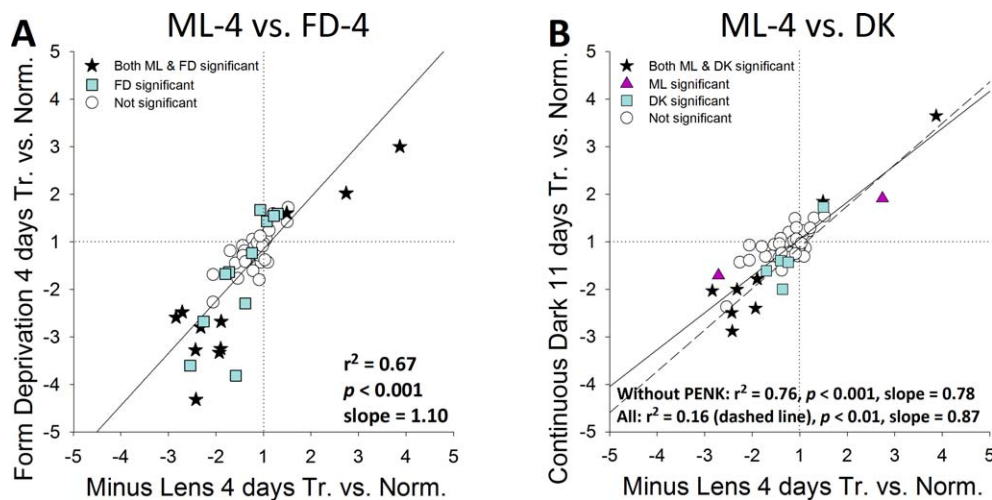 ML-4 vs. FD-4
A
Form Deprivation 4 days Tr. vs. Norm.
5
4
3
2
1
-2
-3
-4
-5
Both ML & FD significant
FD significant
Not significant
r² = 0.67
p < 0.001
slope = 1.10
-5 -4 -3 -2 1 2 3 4 5
Minus Lens 4 days Tr. vs. Norm.
ML-4 vs. DK
B
Continuous Dark 11 days Tr. vs. Norm.
5
4
3
2
1
-2
-3
-4
-5
Both ML & DK significant
ML significant
DK significant
Not significant
Without PENK: r² = 0.76, p < 0.001, slope = 0.78
All: r² = 0.16 (dashed line), p < 0.01, slope = 0.87
-5 -4 -3 -2 1 2 3 4 5
Minus Lens 4 days Tr. vs. Norm.